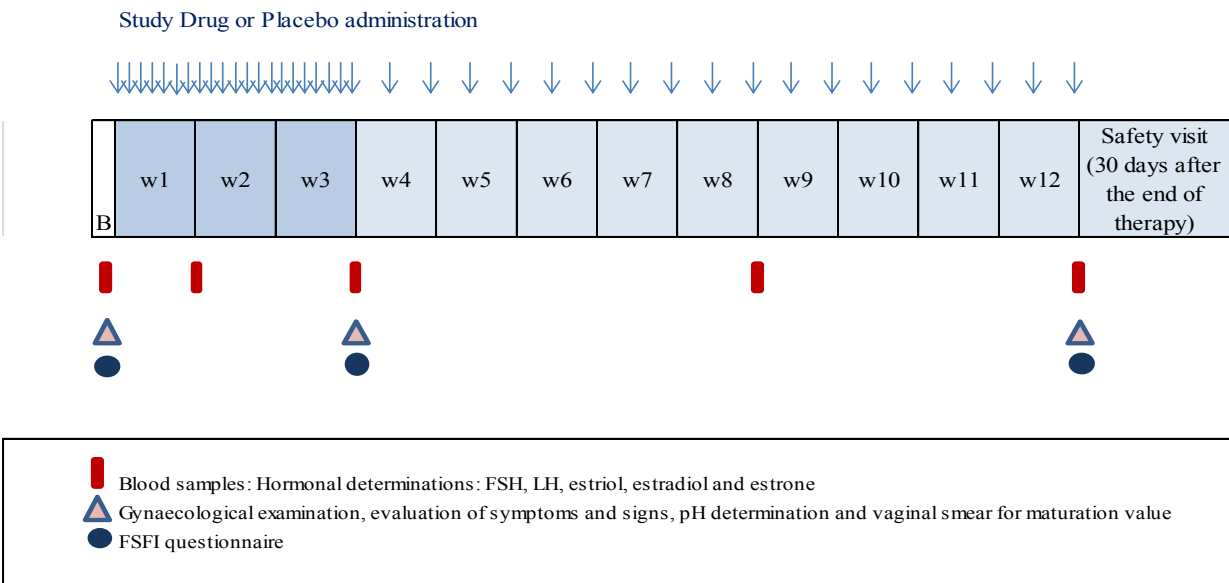 Study Drug or Placebo administration
B
w1
w2
w3
w4
w5
w6
w7
w8
w9
w10
w11
w12
Safety visit
(30 days after
the end of
therapy)
Blood samples: Hormonal determinations: FSH, LH, estriol, estradiol and estrone
Gynaecological examination, evaluation of symptoms and signs, pH determination and vaginal smear for maturation value
FSFI questionnaire